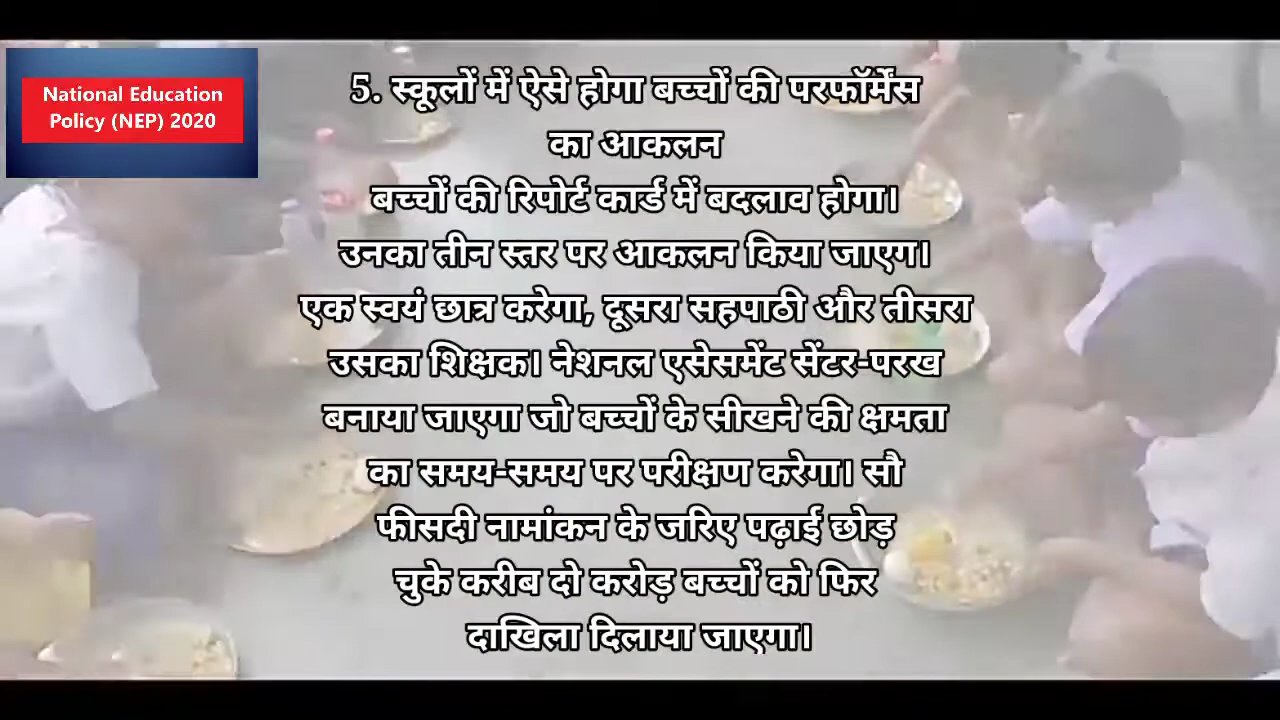 National Education
Policy (NEP) 2020
5. स्कूलों में ऐसे होगा बच्चों की परफॉर्मेंस
का आकलन
बच्चों की रिपोर्ट कार्ड में बदलाव होगा।
उनका तीन स्तर पर आकलन किया जाएग।
एक स्वयं छात्र करेगा, दूसरा सहपाठी और तीसरा
उसका शिक्षक। नेशनल एसेसमेंट सेंटर-परख
बनाया जाएगा जो बच्चों के सीखने की क्षमता
का समय-समय पर परीक्षण करेगा। सौ
फीसदी नामांकन के जरिए पढ़ाई छोड़
चुके करीब दो करोड़ बच्चों को फिर
दाखिला दिलाया जाएगा।